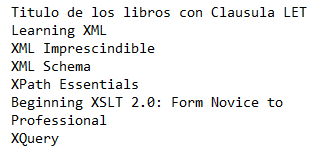 Titulo de los libros con Clausula LET
Learning XML
XML Imprescindible
XML Schema
XPath Essentials
Beginning XSLT 2.0: Form Novice to
Professional
XQuery